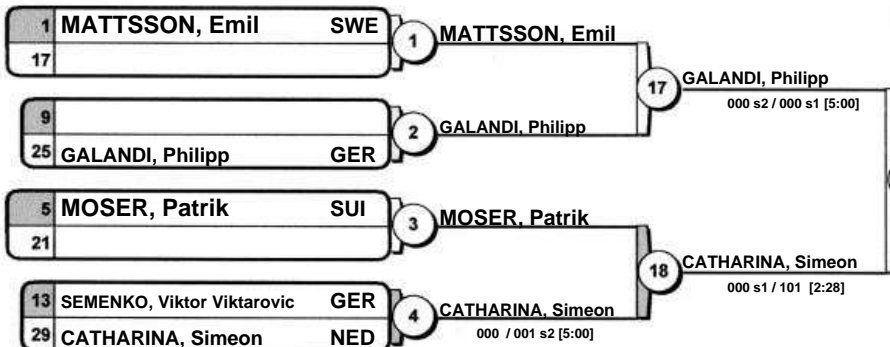 1 MATTSSON, Emil SWE
17
1 MATTSSON, Emil
17 GALANDI, Philipp
000 s2 / 000 s1 [5:00]
9
2 GALANDI, Philipp
25 GALANDI, Philipp GER
5 MOSER, Patrik SUI
3 MOSER, Patrik
21
18 CATHARINA, Simeon
000 s1 / 101 [2:28]
13 SEMENKO, Viktor Viktarovic GER
4 CATHARINA, Simeon
000 / 001 s2 [5:00]
29 CATHARINA, Simeon NED